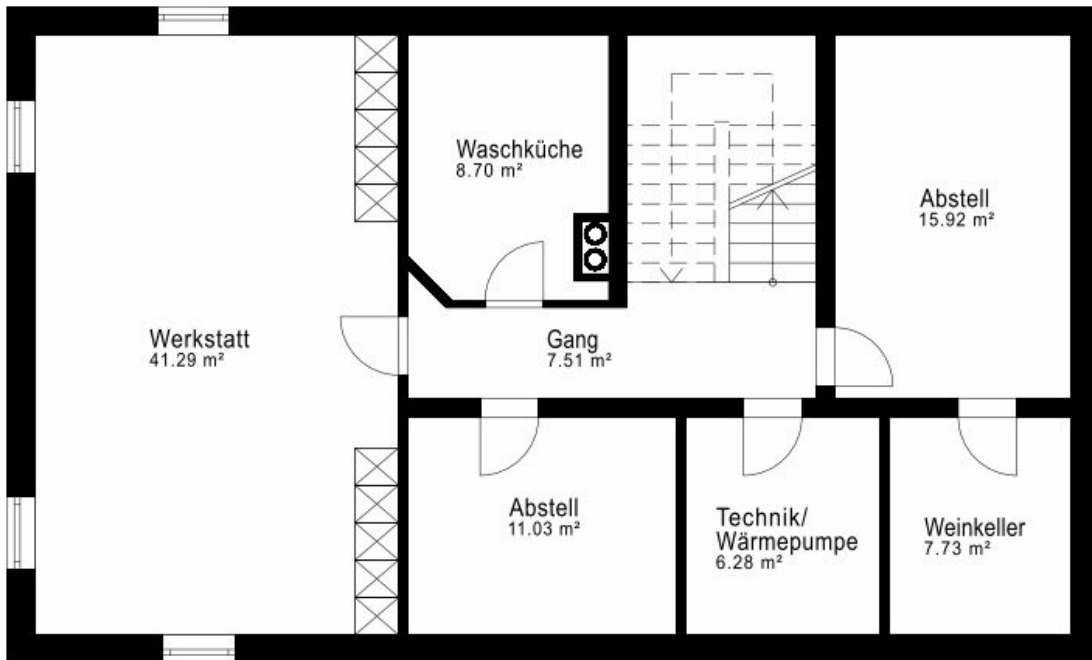 Waschküche
8.70 m²
Abstell
15.92 m²
Werkstatt
41.29 m²
Gang
7.51 m²
Abstell
11.03 m²
Technik/
Wärmepumpe
6.28 m²
Weinkeller
7.73 m²